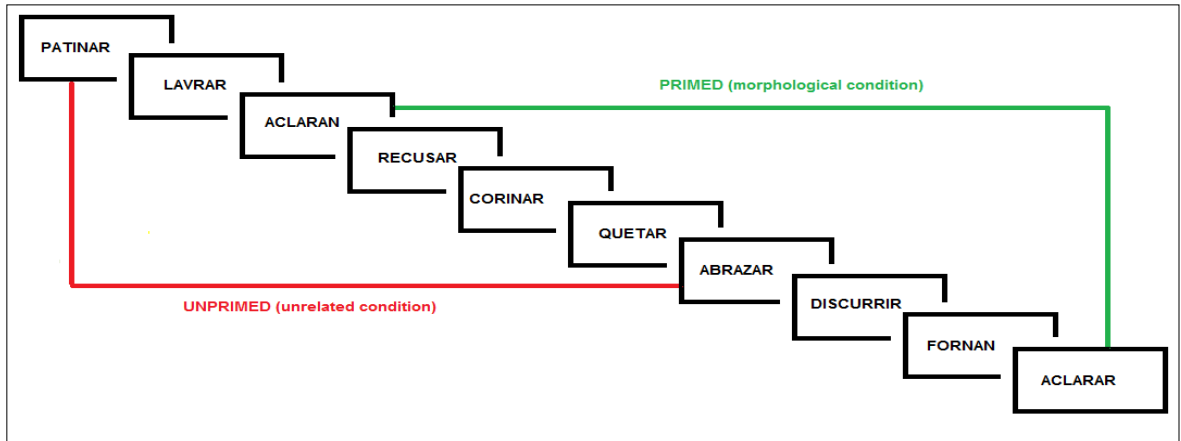 PATINAR
LAVRAR
PRIMED (morphological condition)
ACLARAN
RECUSAR
CORINAR
QUETAR
ABRAZAR
UNPRIMED (unrelated condition)
DISCURRIR
FORNAN
ACLARAR